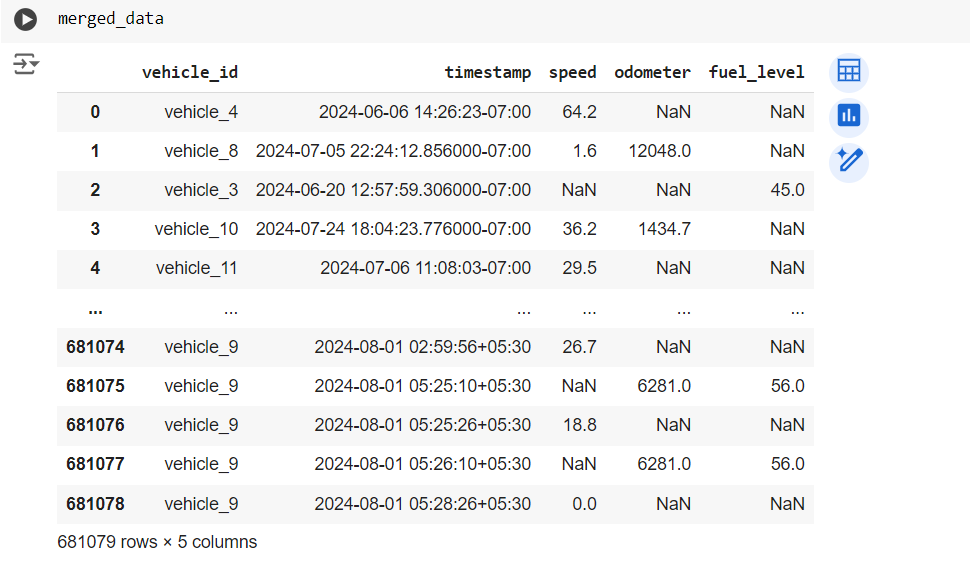 merged_data
vehicle_id timestamp speed odometer fuel_level
0 vehicle_4 2024-06-06 14:26:23-07:00 64.2 NaN NaN
1 vehicle_8 2024-07-05 22:24:12.856000-07:00 1.6 12048.0 NaN
2 vehicle_3 2024-06-20 12:57:59.306000-07:00 NaN NaN 45.0
3 vehicle_10 2024-07-24 18:04:23.776000-07:00 36.2 1434.7 NaN
4 vehicle_11 2024-07-06 11:08:03-07:00 29.5 NaN NaN
... ... ... ... ... ...
681074 vehicle_9 2024-08-01 02:59:56+05:30 26.7 NaN NaN
681075 vehicle_9 2024-08-01 05:25:10+05:30 NaN 6281.0 56.0
681076 vehicle_9 2024-08-01 05:25:26+05:30 18.8 NaN NaN
681077 vehicle_9 2024-08-01 05:26:10+05:30 NaN 6281.0 56.0
681078 vehicle_9 2024-08-01 05:28:26+05:30 0.0 NaN NaN
681079 rows × 5 columns